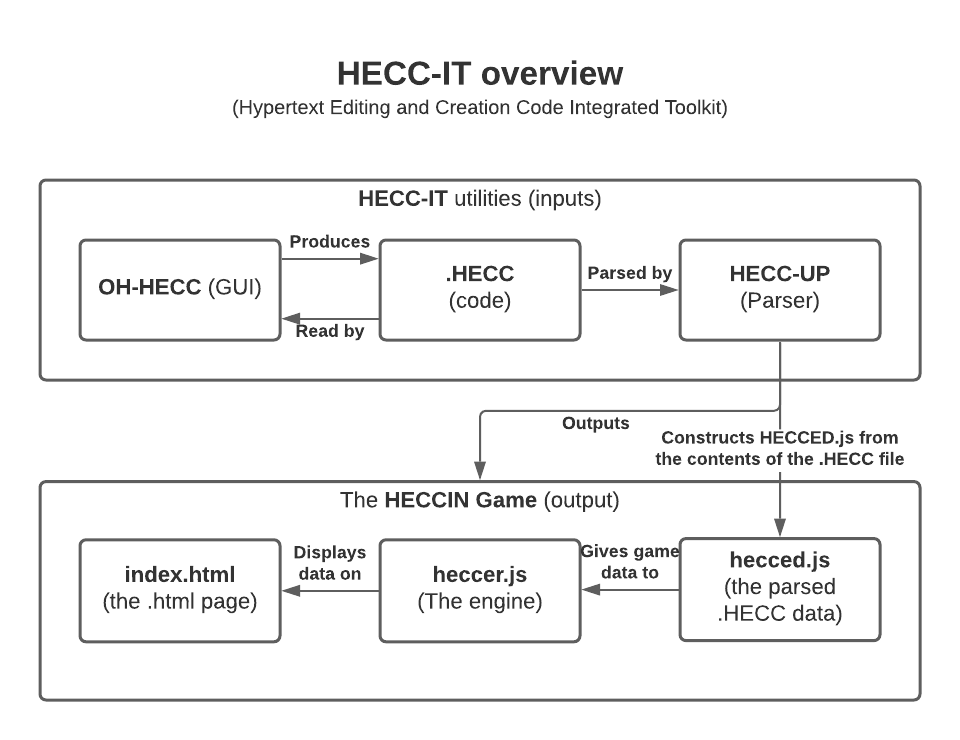 HECC-IT overview
(Hypertext Editing and Creation Code Integrated Toolkit)
HECC-IT utilities (inputs)
OH-HECC (GUI)
Produces
Read by
.HECC
(code)
Parsed by
HECC-UP
(Parser)
Outputs
Constructs HECCED.js from
the contents of the .HECC file
The HECCIN Game (output)
index.html
(the .html page)
Displays
data on
heccer.js
(The engine)
Gives game
data to
hecced.js
(the parsed
.HECC data)